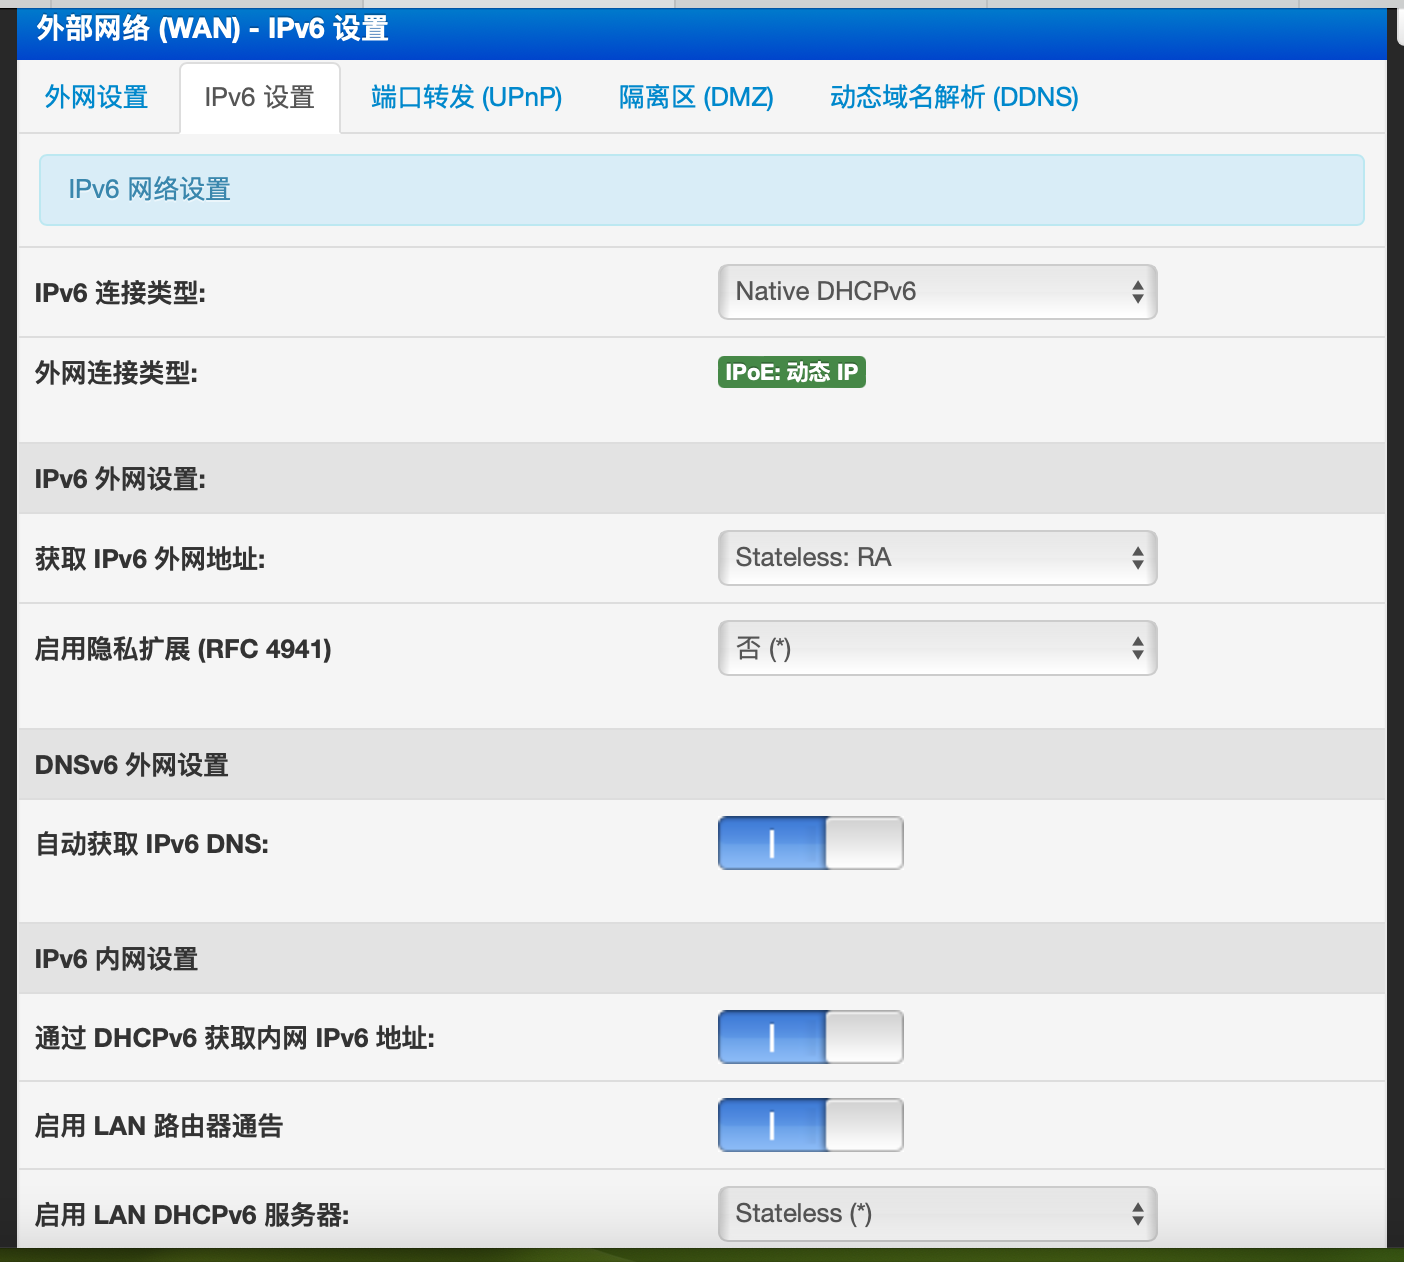 外部网络 (WAN) - IPv6 设置
外网设置 IPv6 设置 端口转发 (UPnP) 隔离区 (DMZ) 动态域名解析 (DDNS)
IPv6 网络设置
IPv6 连接类型: Native DHCPv6
外网连接类型: IPoE: 动态 IP
IPv6 外网设置:
获取 IPv6 外网地址: Stateless: RA
启用隐私扩展 (RFC 4941) 否 (*)
DNSv6 外网设置
自动获取 IPv6 DNS:
IPv6 内网设置
通过 DHCPv6 获取内网 IPv6 地址:
启用 LAN 路由器通告
启用 LAN DHCPv6 服务器: Stateless (*)